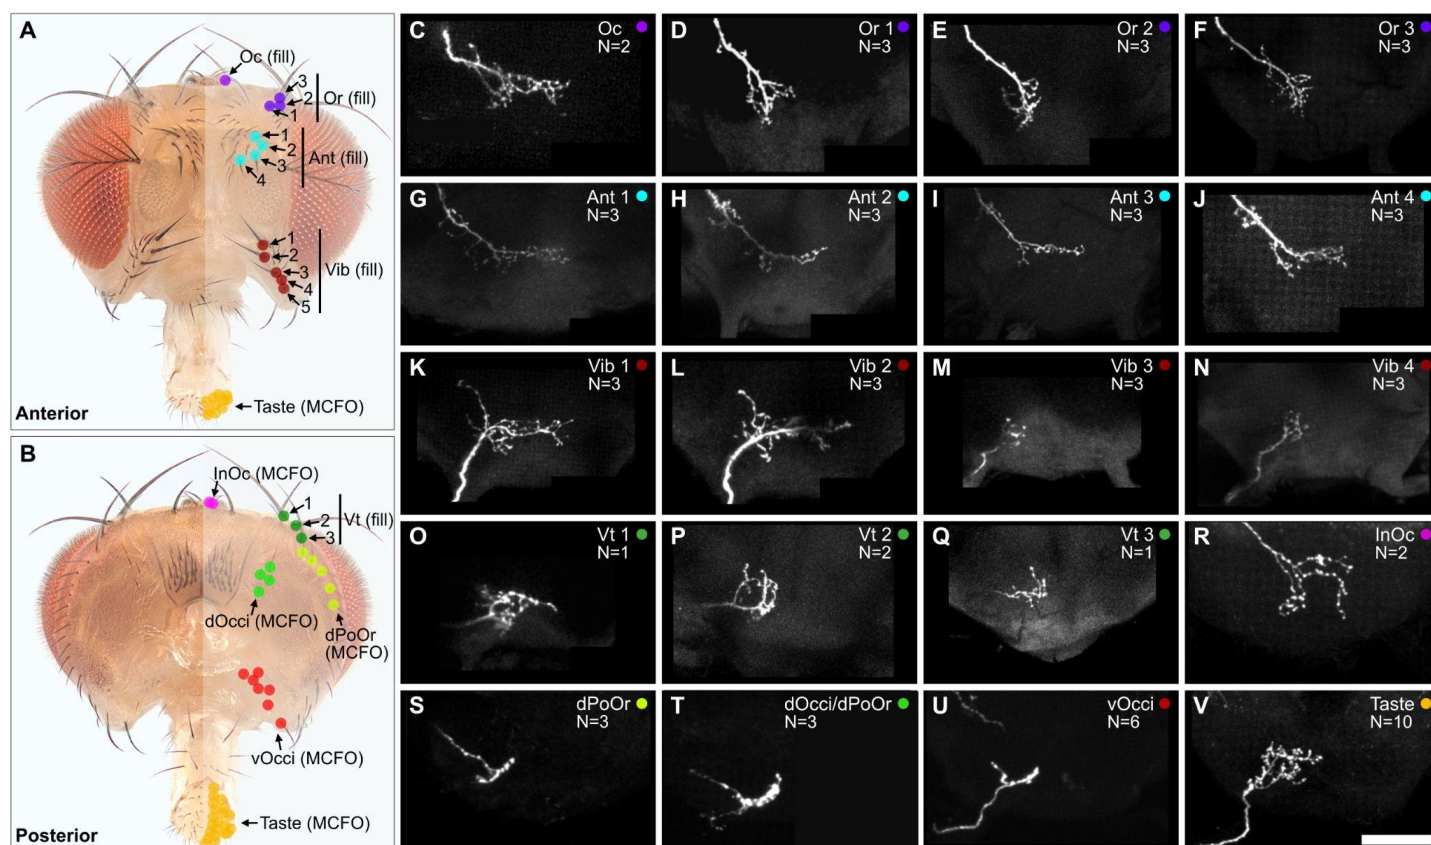 A
Oc (fill)
3
2
1
Or (fill)
1
2
3
4
Ant (fill)
1
2
3
4
5
Vib (fill)
Taste (MCFO)
Anterior
B
InOc (MCFO)
1
2
3
Vt (fill)
dOcci (MCFO)
dPoOr
(MCFO)
vOcci (MCFO)
Taste (MCFO)
Posterior
C Oc
N=2
D Or 1
N=3
E Or 2
N=3
F Or 3
N=3
G Ant 1
N=3
H Ant 2
N=3
I Ant 3
N=3
J Ant 4
N=3
K Vib 1
N=3
L Vib 2
N=3
M Vib 3
N=3
N Vib 4
N=3
O Vt 1
N=1
P Vt 2
N=2
Q Vt 3
N=1
R InOc
N=2
S dPoOr
N=3
T dOcci/dPoOr
N=3
U vOcci
N=6
V Taste
N=10